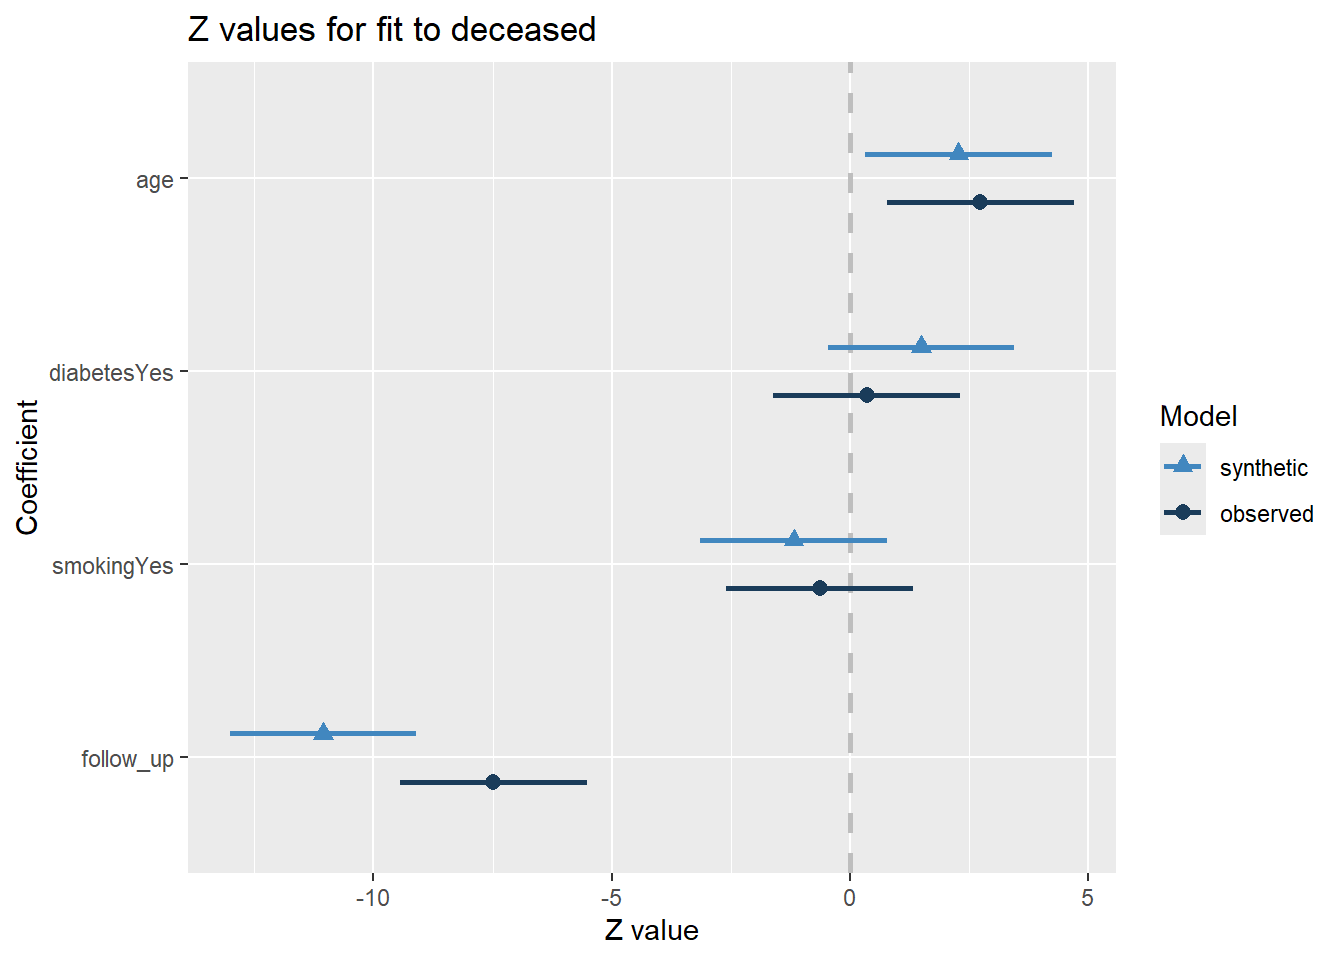 Z values for fit to deceased
age
diabetesYes
smokingYes
follow_up
Coefficient
-10
-5
0
5
Z value
Model
synthetic
observed